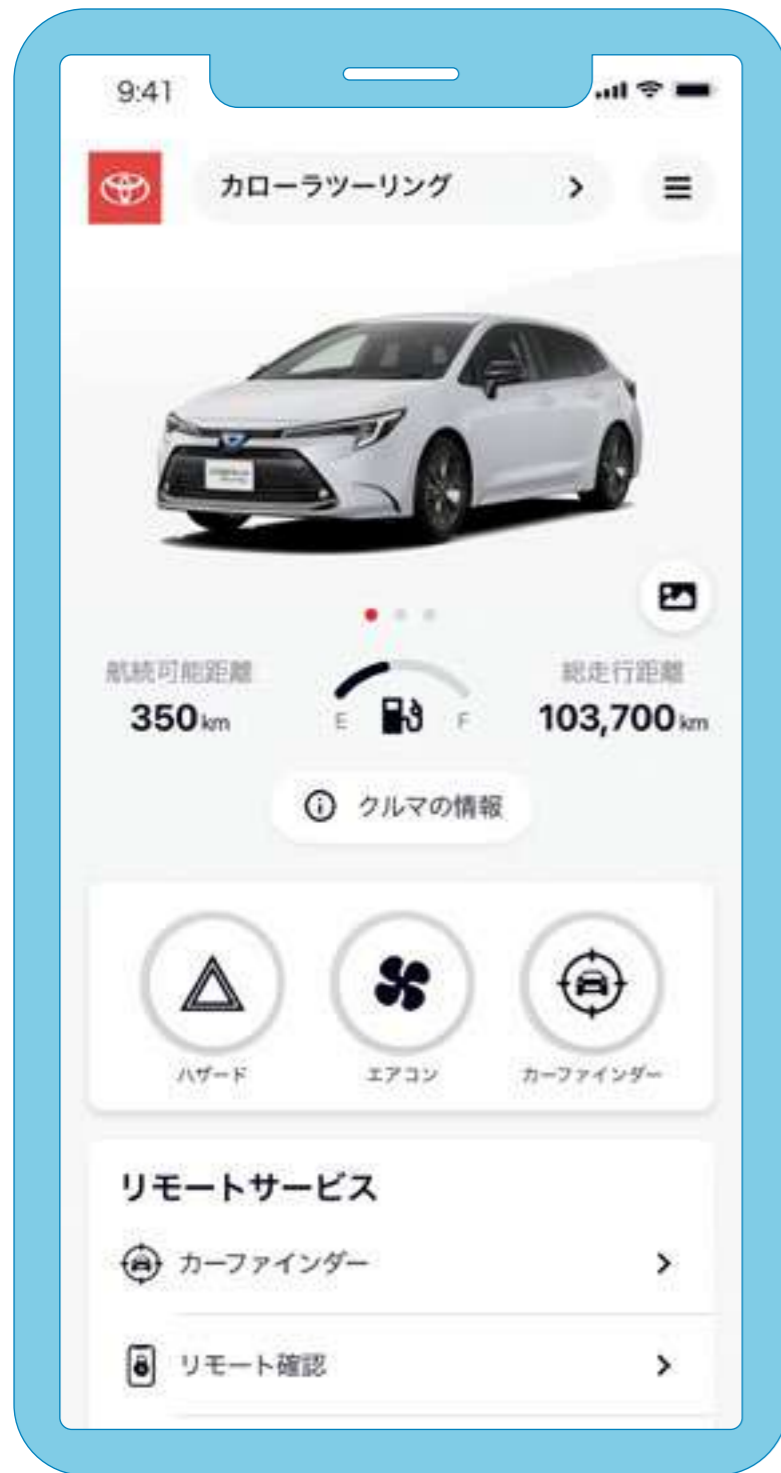 9:41
カローラツーリング
航続可能距離
総走行距離
350km
E
F
103,700km
クルマの情報
ハザード
エアコン
カーファインダー
リモートサービス
カーファインダー
リモート確認